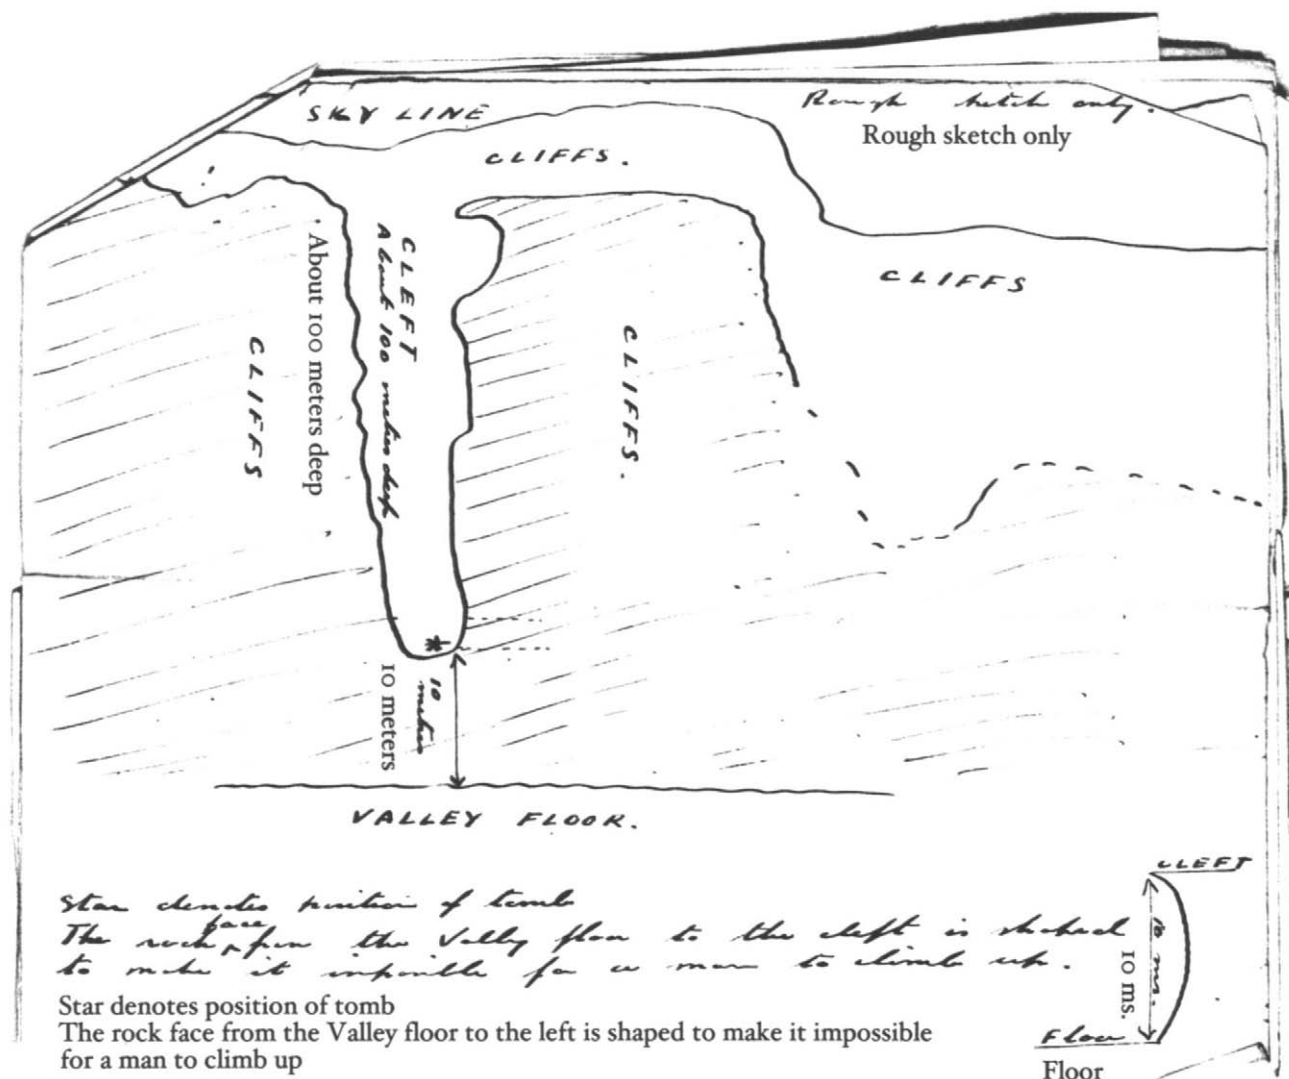 SKY LINE
Rough sketch only.
Rough sketch only
CLIFFS.
CLIFFS
CLEFT
About 100 metres deep
About 100 meters deep
CLIFFS
CLIFFS.
*
10 metres
10 meters
VALLEY FLOOR.
CLEFT
Star denotes position of tomb
The rock face from the Valley floor to the cleft is shaped
to make it impossible for a man to climb up.
10 ms.
10 ms.
Star denotes position of tomb
The rock face from the Valley floor to the left is shaped to make it impossible
for a man to climb up
Floor
Floor